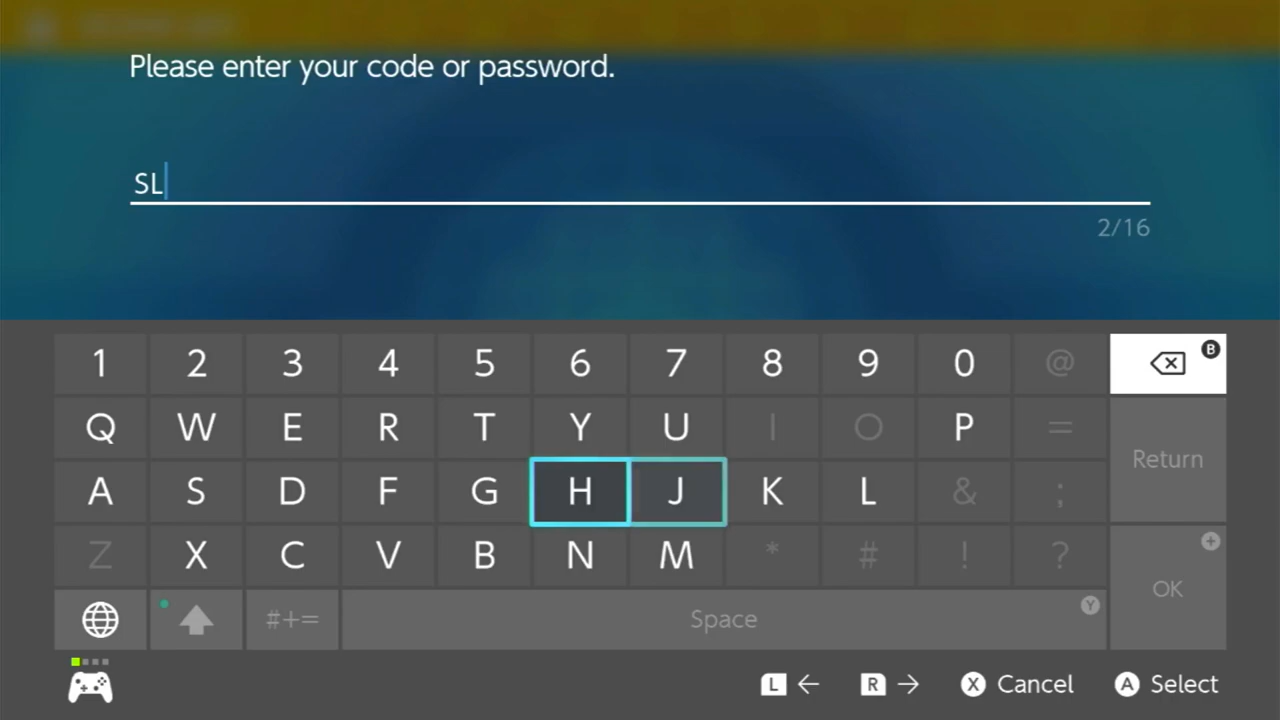 Please enter your code or password.
SL
2/16
1 2 3 4 5 6 7 8 9 0 @ B
Q W E R T Y U I O P = Return
A S D F G H J K L & ;
Z X C V B N M * # ! ? + OK
#+= Space Y
L ← R → X Cancel A Select